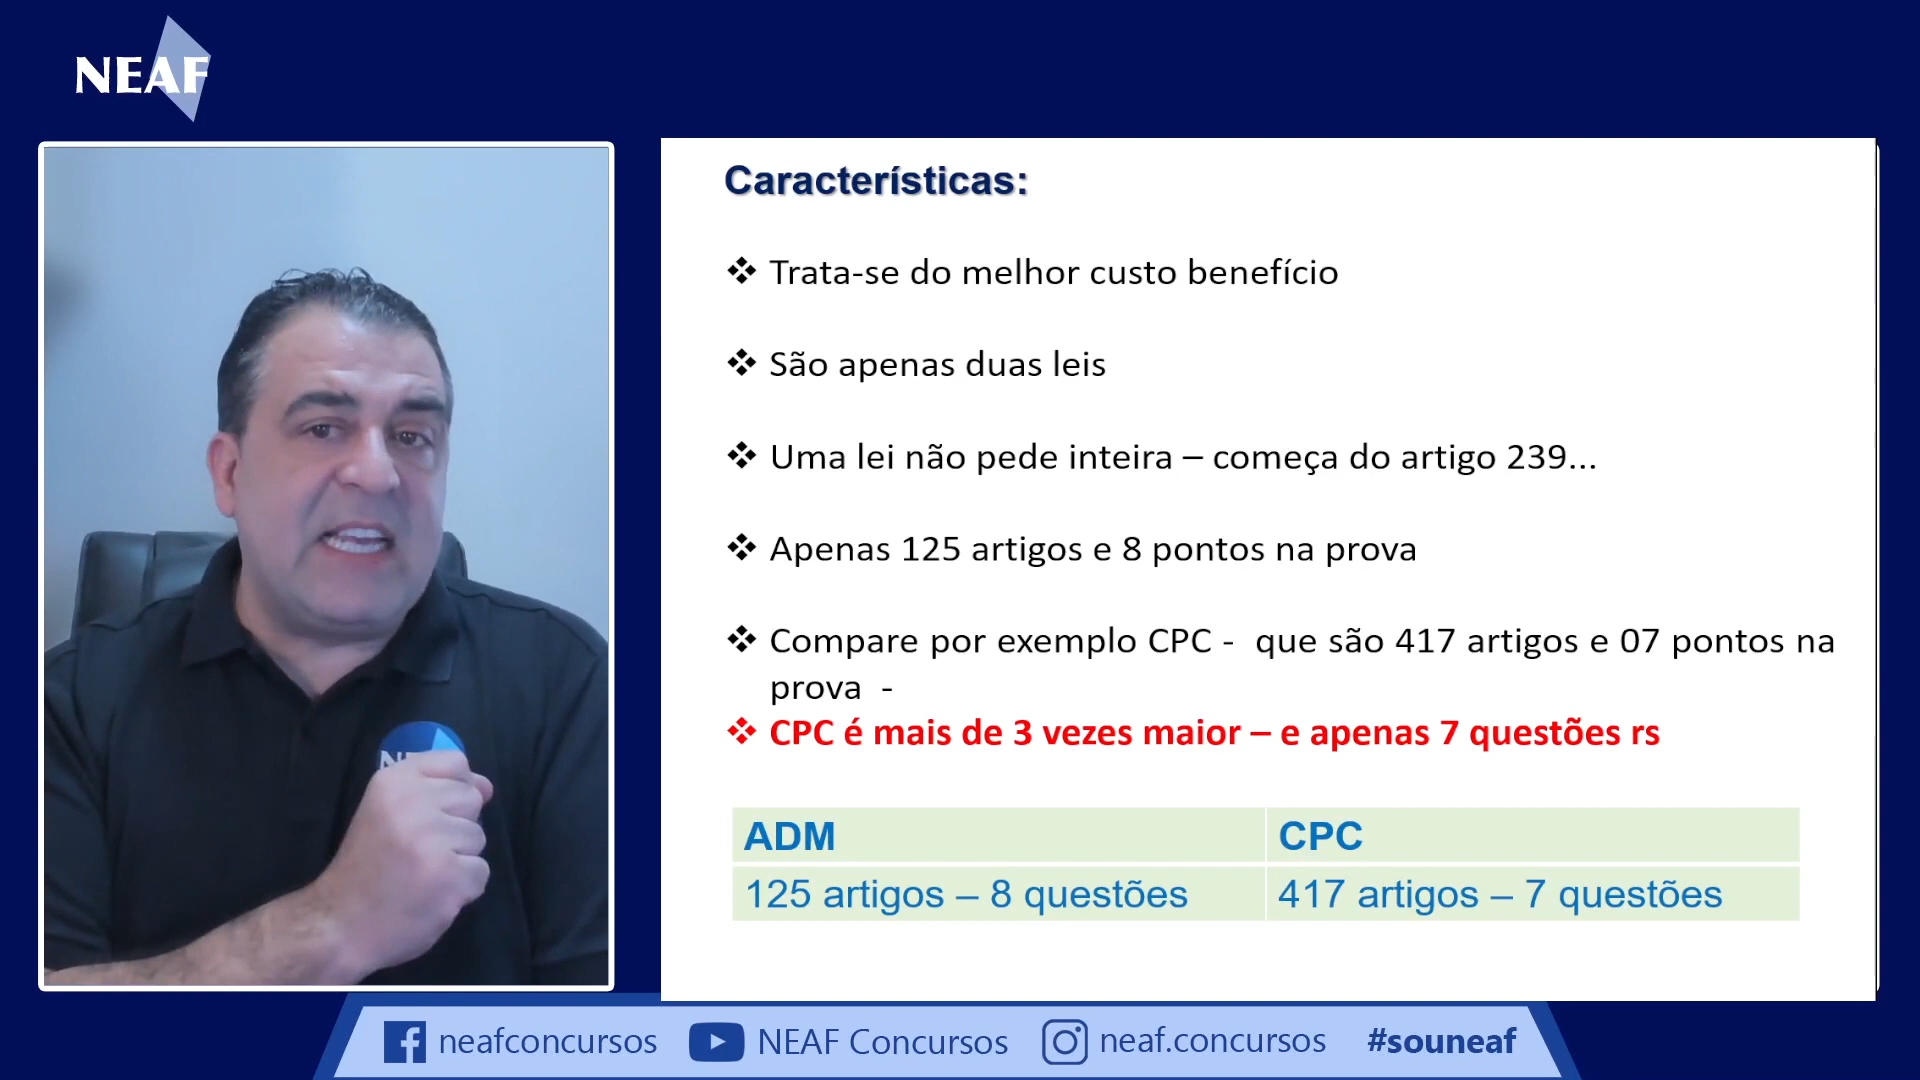 NEAF
Características:
❖ Trata-se do melhor custo benefício
❖ São apenas duas leis
❖ Uma lei não pede inteira – começa do artigo 239...
❖ Apenas 125 artigos e 8 pontos na prova
❖ Compare por exemplo CPC - que são 417 artigos e 07 pontos na
prova -
❖ CPC é mais de 3 vezes maior – e apenas 7 questões rs
ADM CPC
125 artigos – 8 questões 417 artigos – 7 questões
neafconcursos NEAF Concursos neaf.concursos #souneaf